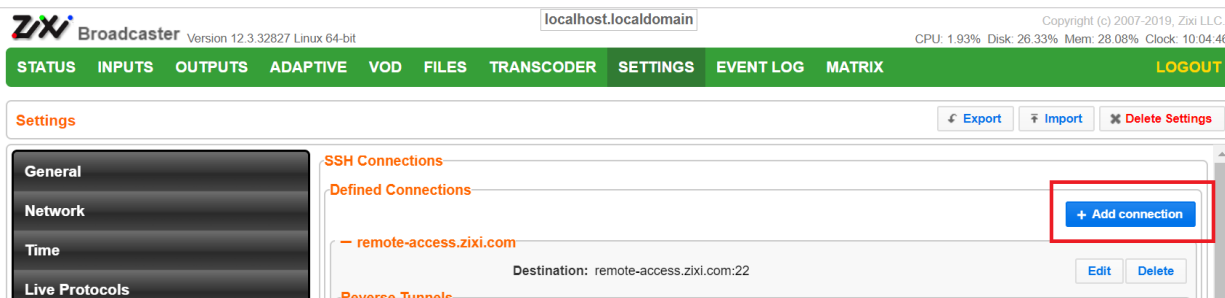 ZiXi Broadcaster Version 12.3.32827 Linux 64-bit
localhost.localdomain
Copyright (c) 2007-2019, Zixi LLC.
CPU: 1.93% Disk: 26.33% Mem: 28.08% Clock: 10:04:46
STATUS INPUTS OUTPUTS ADAPTIVE VOD FILES TRANSCODER SETTINGS EVENT LOG MATRIX LOGOUT
Settings
Export Import Delete Settings
General
SSH Connections
Defined Connections
Network
+ Add connection
Time
remote-access.zixi.com
Destination: remote-access.zixi.com:22
Edit Delete
Live Protocols
Reverse Tunnels